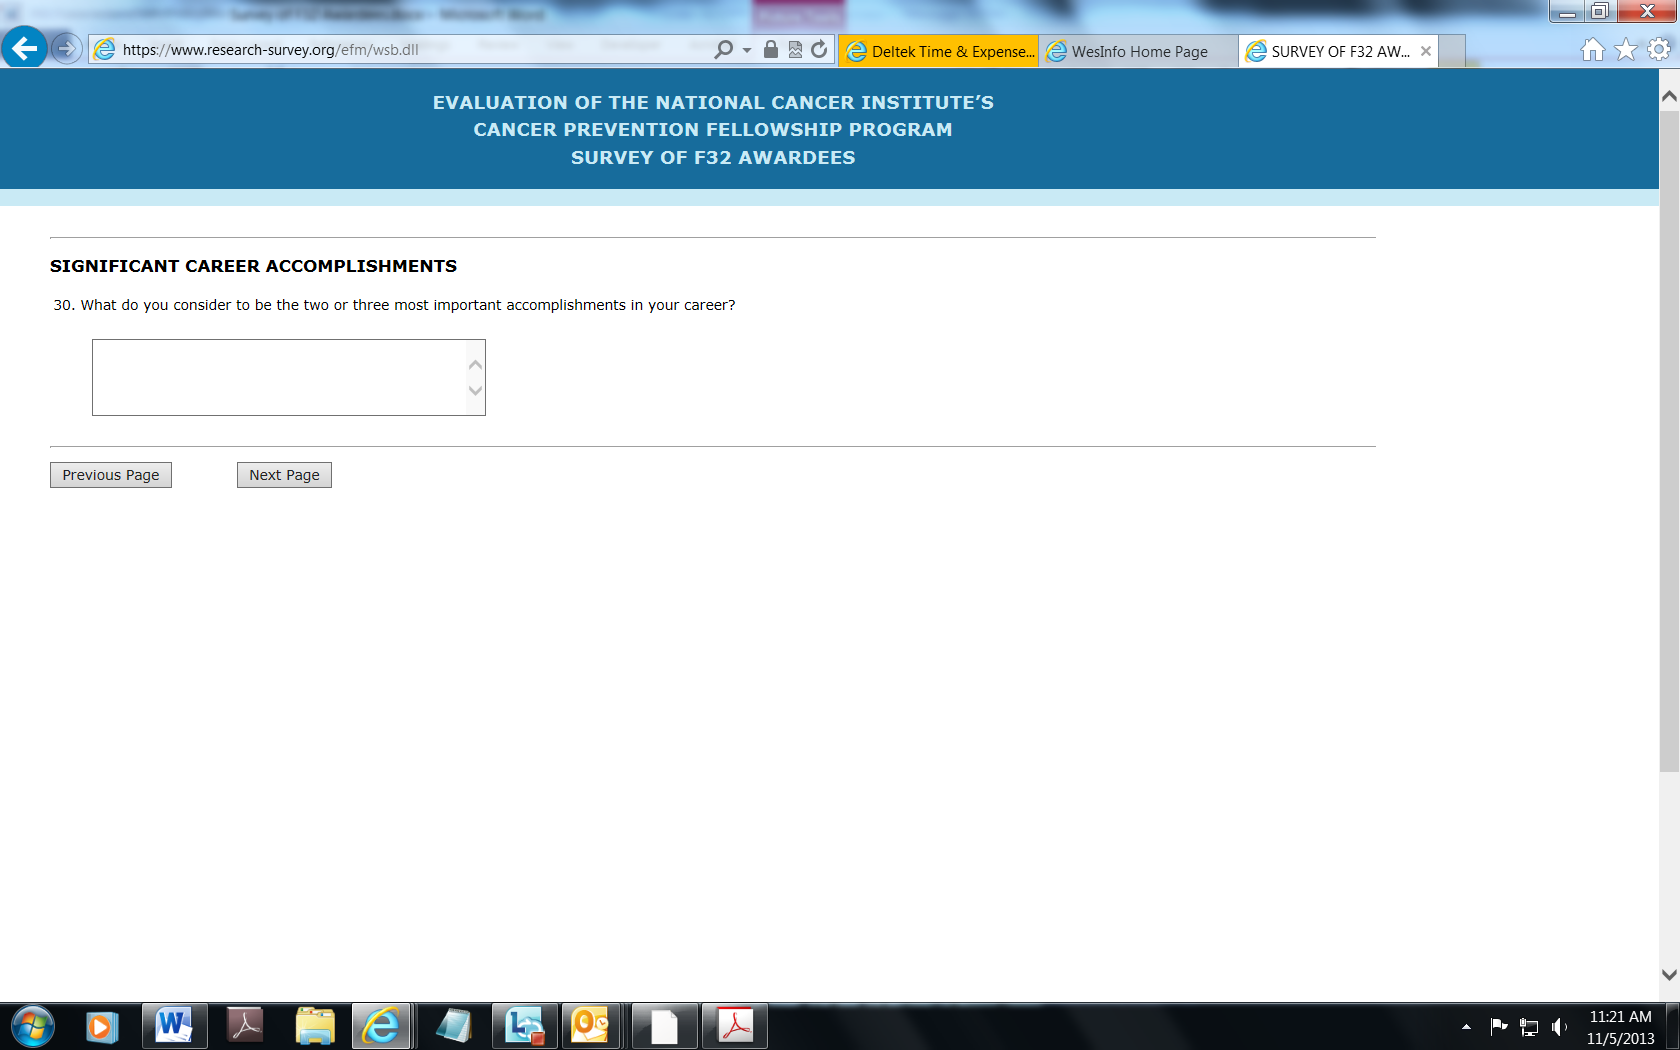 Microsoft Word
https://www.research-survey.org/efm/wsb.dll
Deltek Time & Expense...
WesInfo Home Page
SURVEY OF F32 AW...
EVALUATION OF THE NATIONAL CANCER INSTITUTE’S
CANCER PREVENTION FELLOWSHIP PROGRAM
SURVEY OF F32 AWARDEES
SIGNIFICANT CAREER ACCOMPLISHMENTS
30. What do you consider to be the two or three most important accomplishments in your career?
Previous Page
Next Page
11:21 AM
11/5/2013